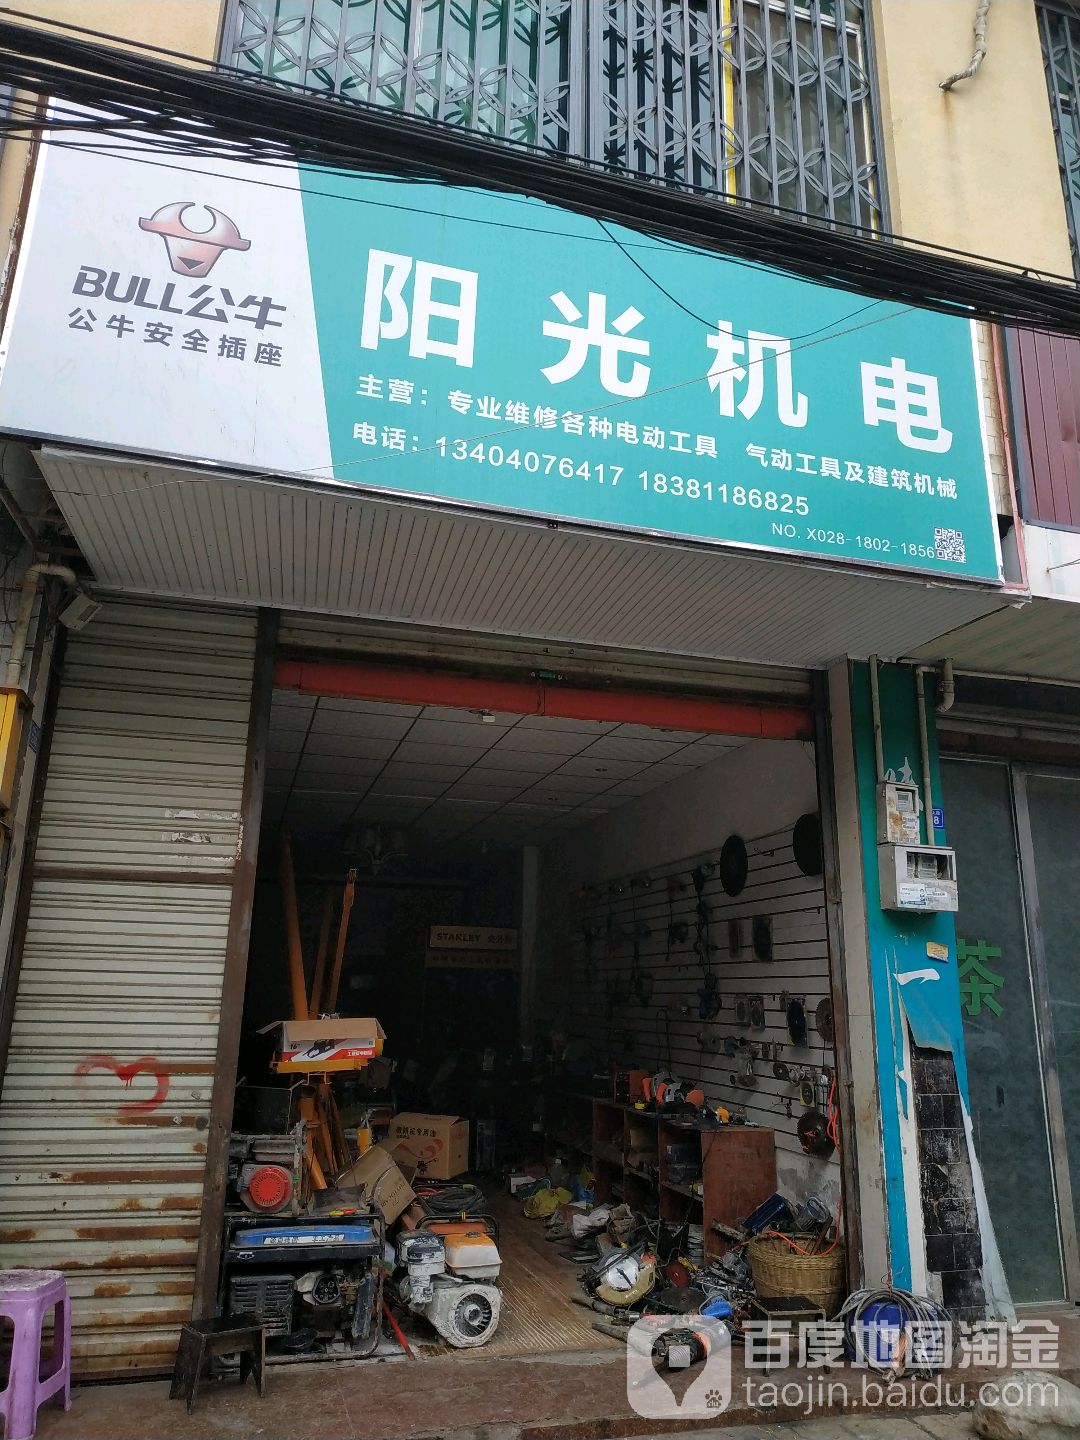 BULL公牛
公牛安全插座
阳光机电
主营：专业维修各种电动工具 气动工具及建筑机械
电话：13404076417 18381186825
NO. X028-1802-1856
STANLEY
茶
百度地图淘金
taojin.baidu.com